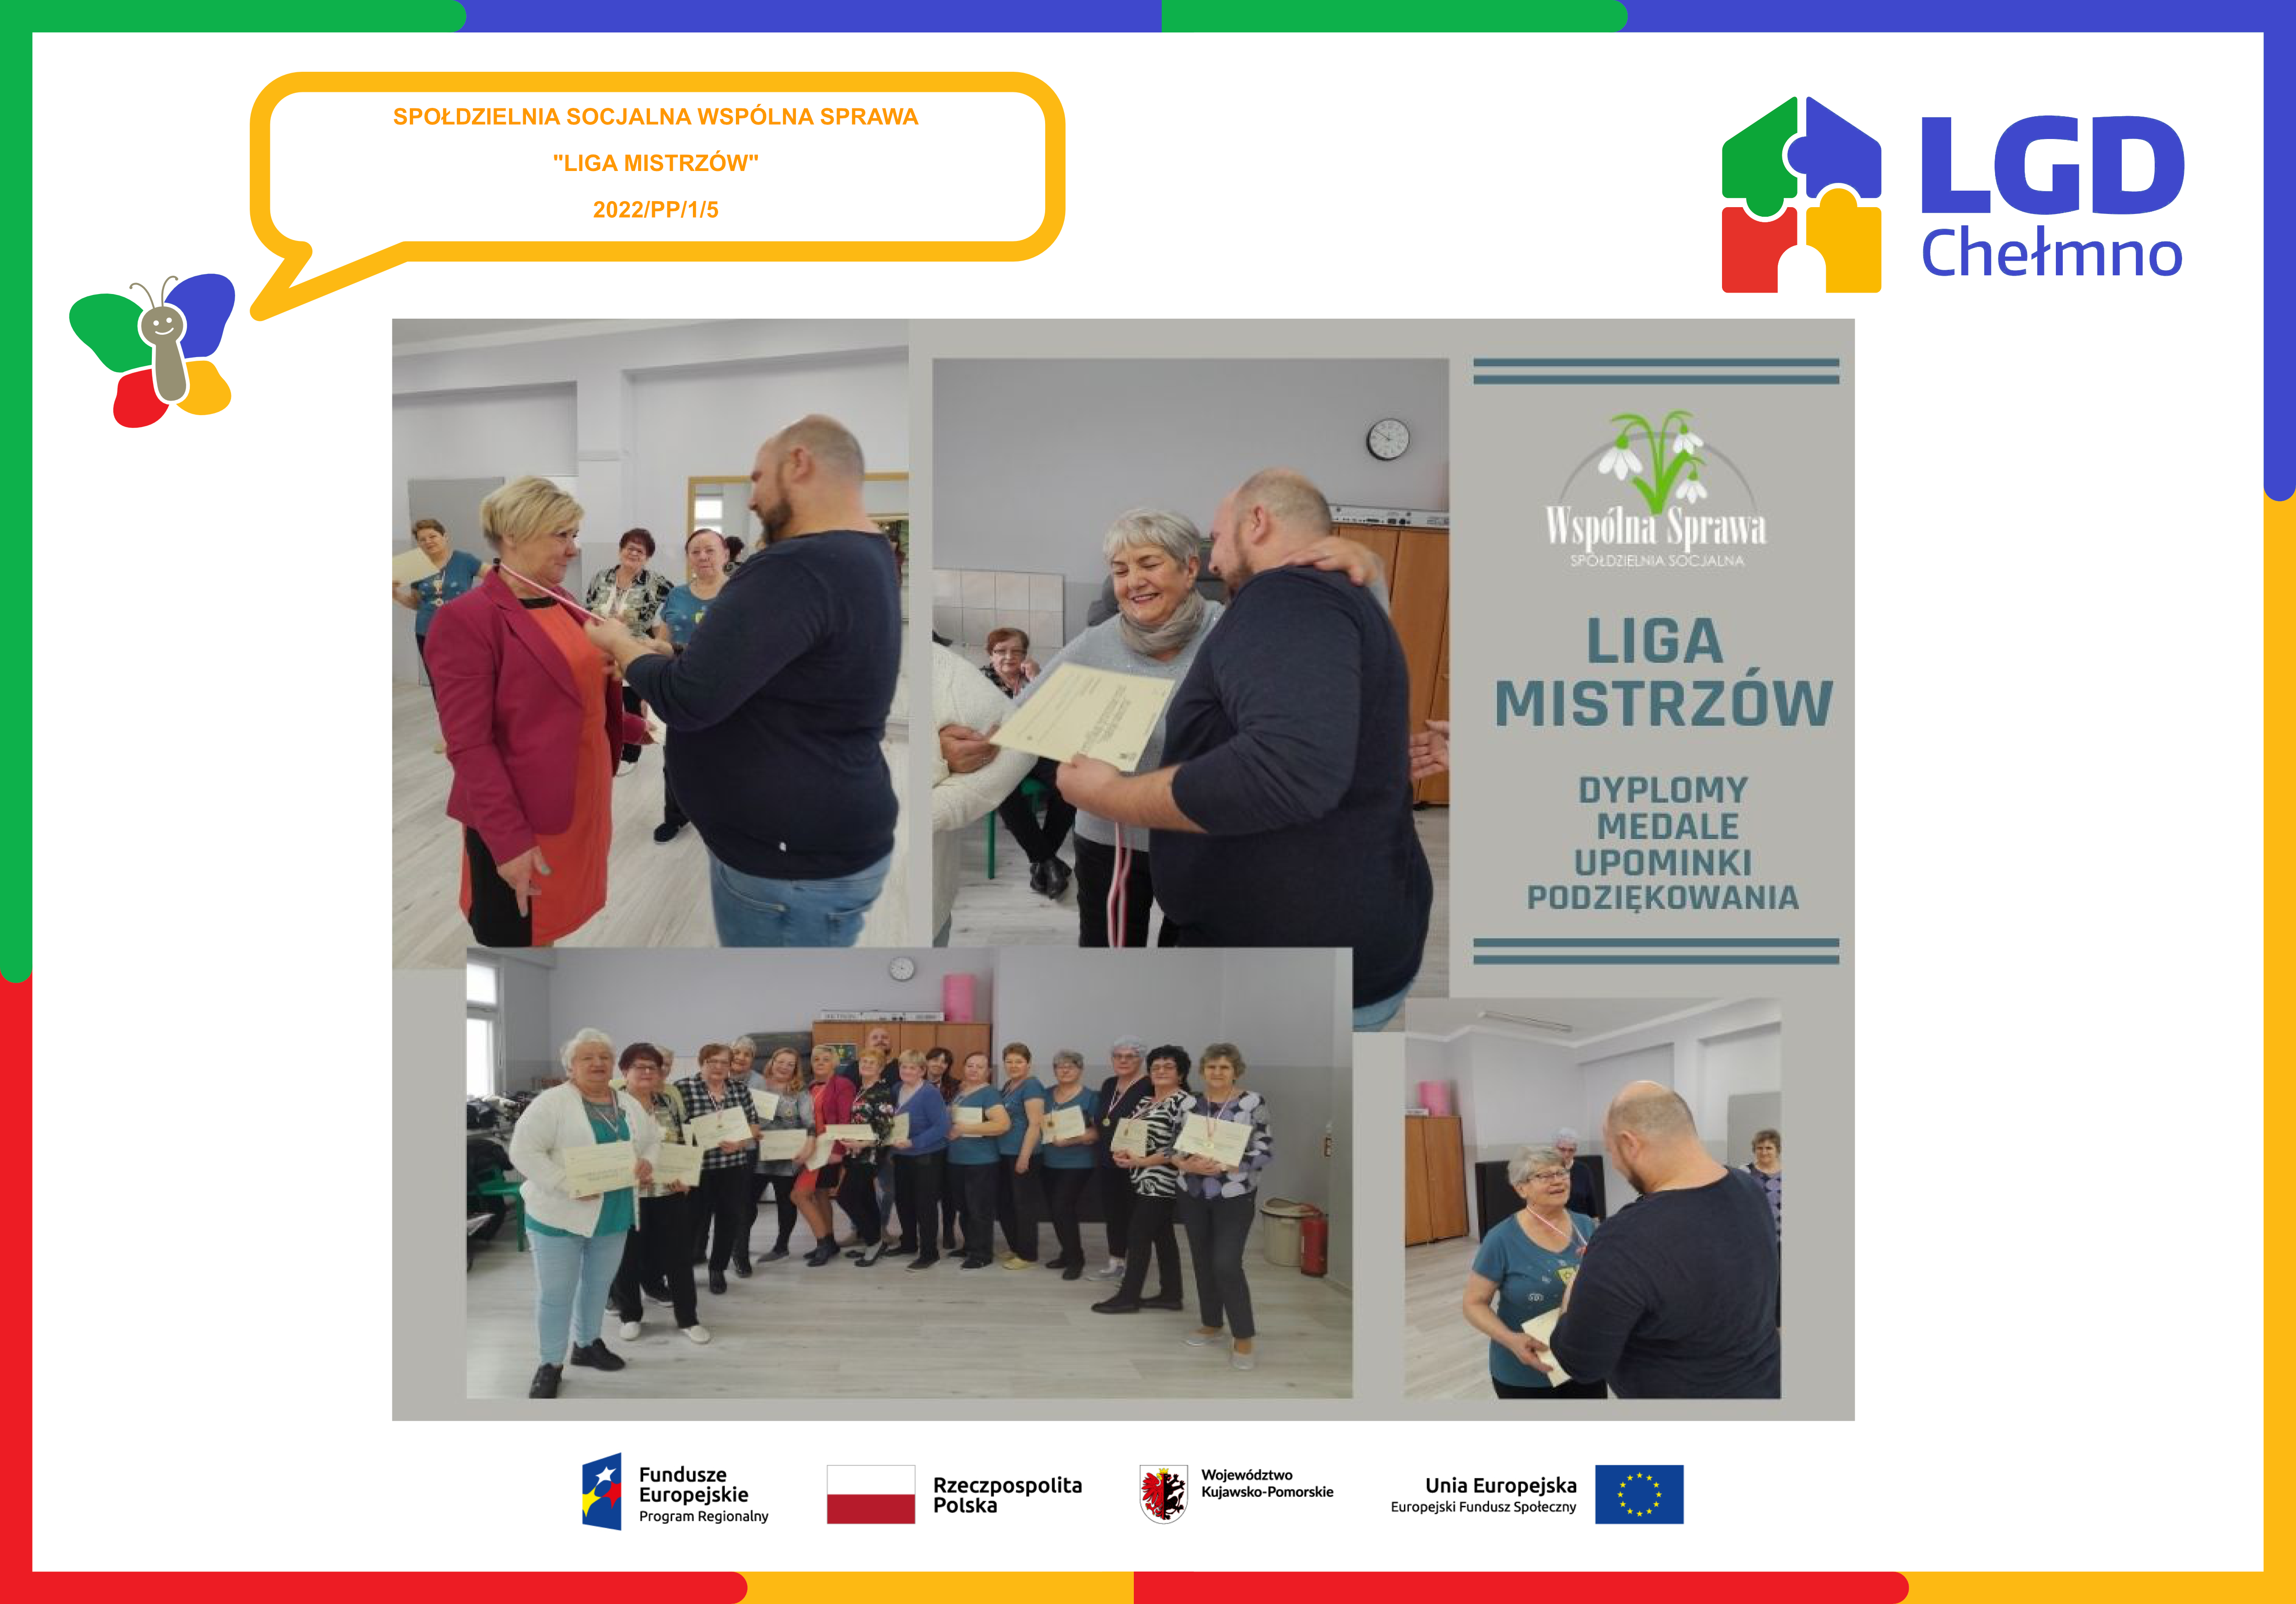 SPOŁDZIELNIA SOCJALNA WSPÓLNA SPRAWA
"LIGA MISTRZÓW"
2022/PP/1/5
LGD
Chełmno
Wspólna Sprawa
SPÓŁDZIELNIA SOCJALNA
LIGA
MISTRZÓW
DYPLOMY
MEDALE
UPOMINKI
PODZIĘKOWANIA
Fundusze
Europejskie
Program Regionalny
Rzeczpospolita
Polska
Województwo
Kujawsko-Pomorskie
Unia Europejska
Europejski Fundusz Społeczny